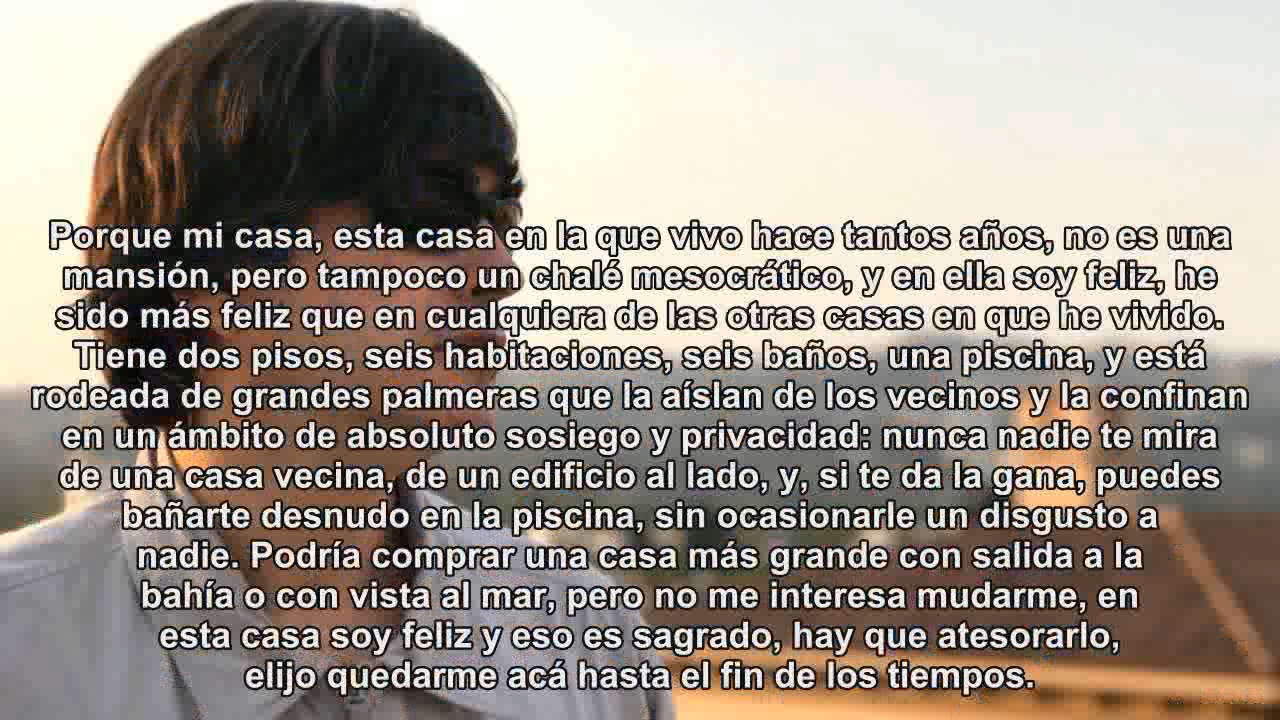 Porque mi casa, esta casa en la que vivo hace tantos años, no es una
mansión, pero tampoco un chalé mesocrático, y en ella soy feliz, he
sido más feliz que en cualquiera de las otras casas en que he vivido.
Tiene dos pisos, seis habitaciones, seis baños, una piscina, y está
rodeada de grandes palmeras que la aíslan de los vecinos y la confinan
en un ámbito de absoluto sosiego y privacidad: nunca nadie te mira
de una casa vecina, de un edificio al lado, y, si te da la gana, puedes
bañarte desnudo en la piscina, sin ocasionarle un disgusto a
nadie. Podría comprar una casa más grande con salida a la
bahía o con vista al mar, pero no me interesa mudarme, en
esta casa soy feliz y eso es sagrado, hay que atesorarlo,
elijo quedarme acá hasta el fin de los tiempos.